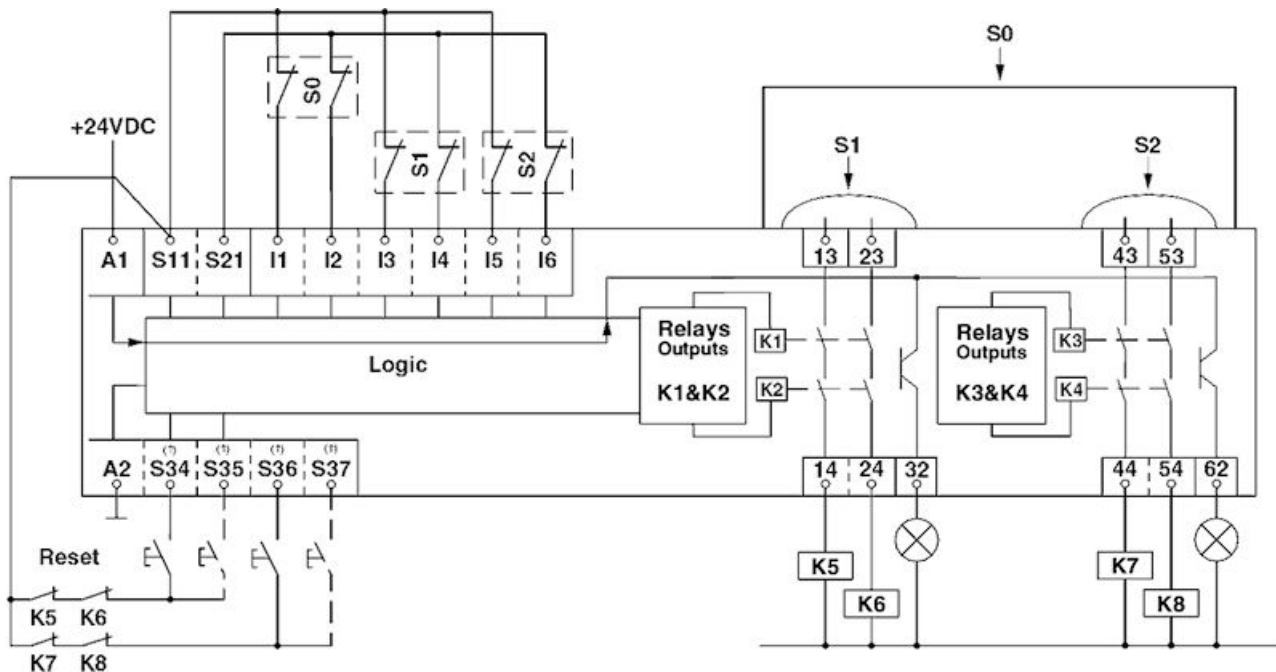 S0
S0
+24VDC
S1
S2
S1
S2
A1 S11 S21 I1 I2 I3 I4 I5 I6
13 23
43 53
Relays
Outputs
K1&K2
K1
K2
Relays
Outputs
K3&K4
K3
K4
Logic
A2 S34 S35 S36 S37
14 24 32
44 54 62
Reset
K5 K6
K7 K8
K5
K6
K7
K8